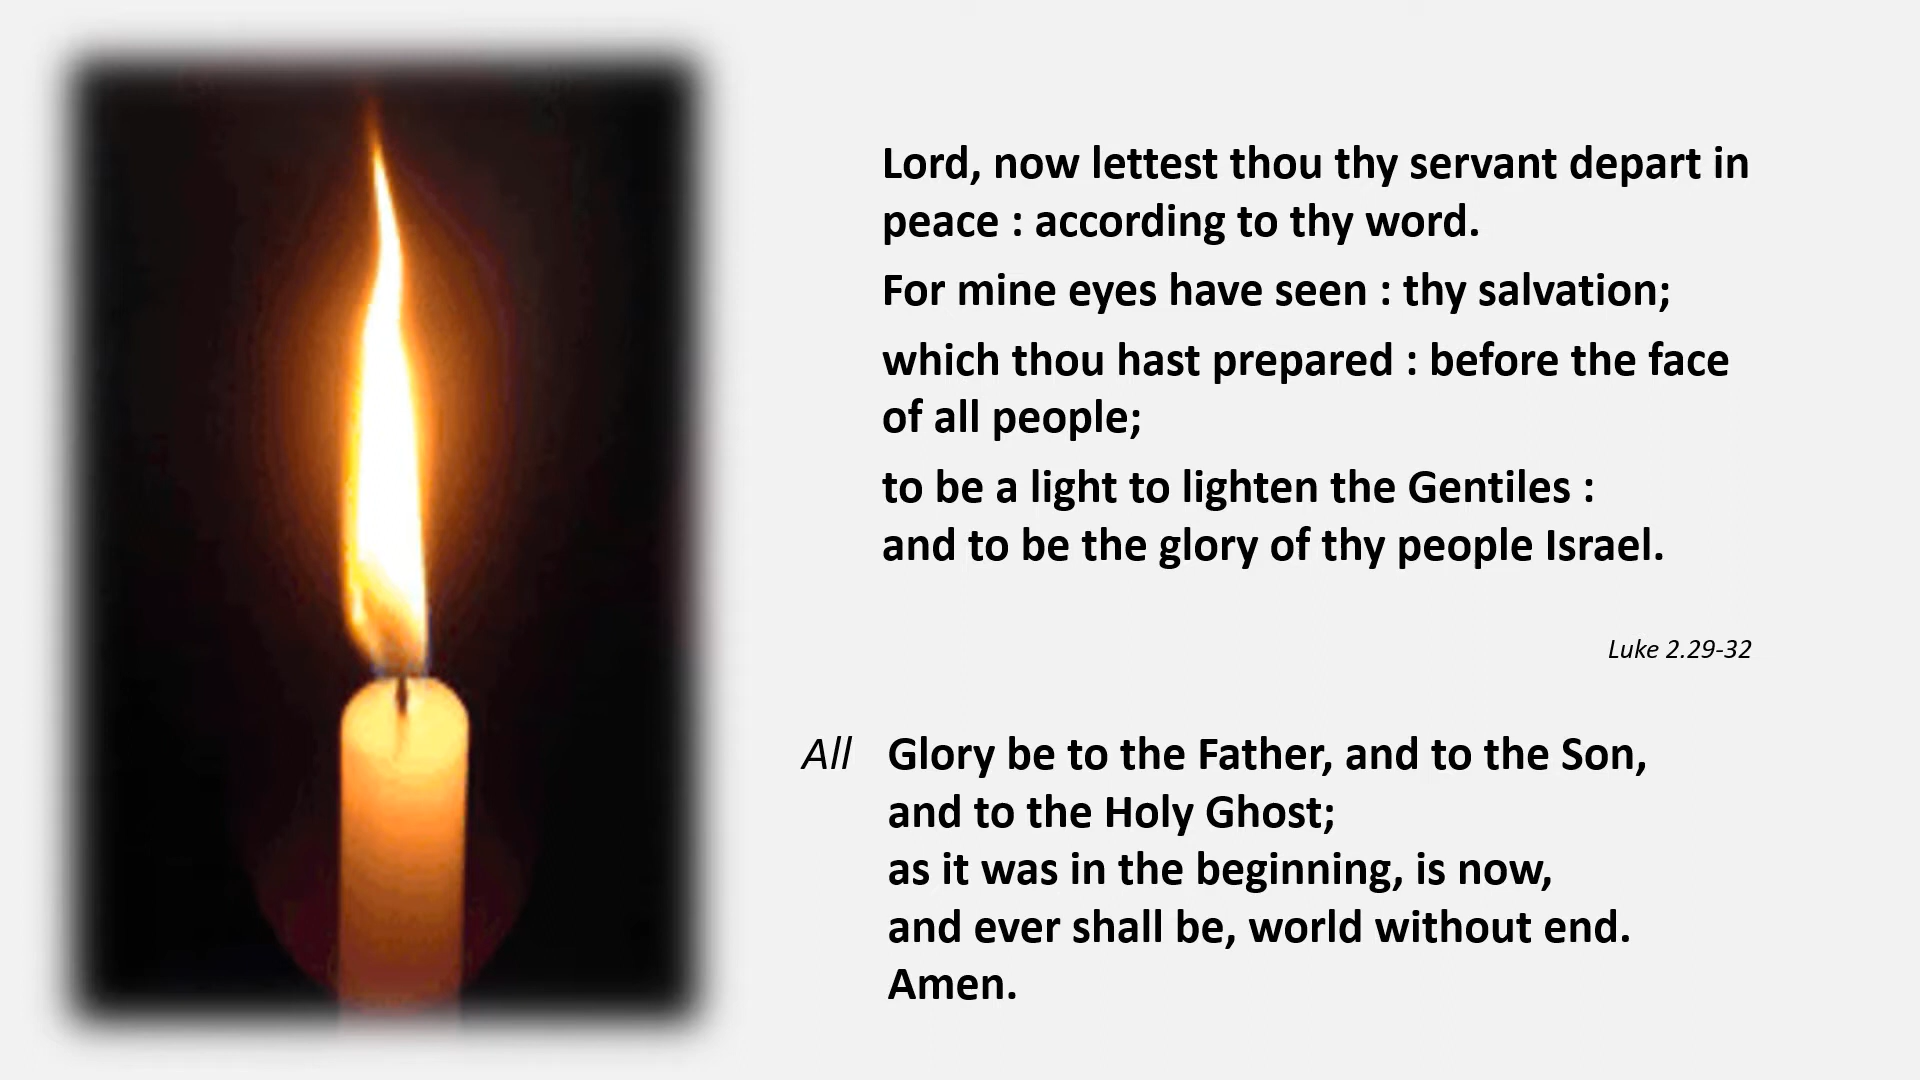 Lord, now lettest thou thy servant depart in
peace : according to thy word.
For mine eyes have seen : thy salvation;
which thou hast prepared : before the face
of all people;
to be a light to lighten the Gentiles :
and to be the glory of thy people Israel.
Luke 2.29-32
All Glory be to the Father, and to the Son,
and to the Holy Ghost;
as it was in the beginning, is now,
and ever shall be, world without end.
Amen.